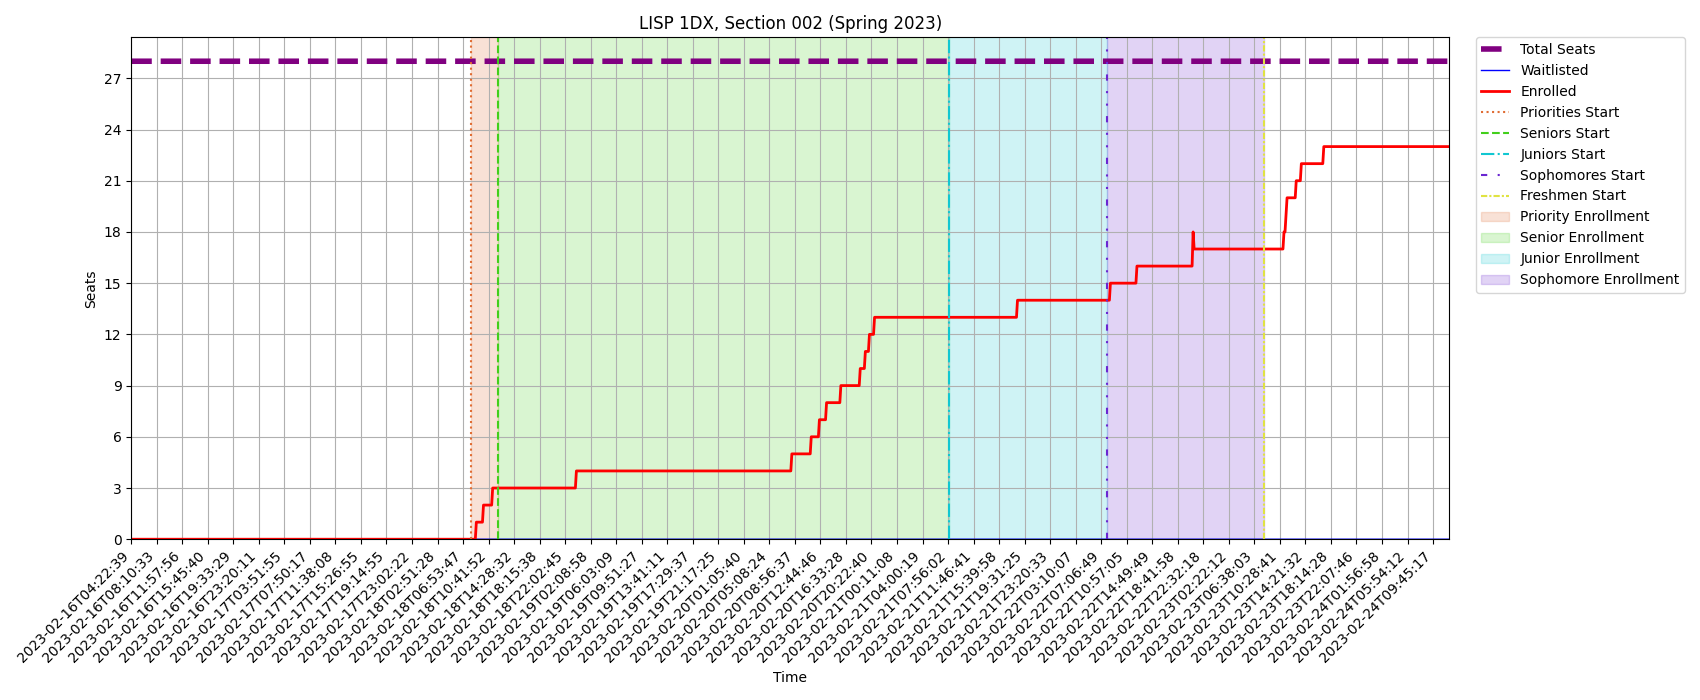 LISP 1DX, Section 002 (Spring 2023)
Seats
27
24
21
18
15
12
9
6
3
0
2023-02-16T04:22:39
2023-02-16T08:10:33
2023-02-16T11:57:56
2023-02-16T15:45:40
2023-02-16T19:33:29
2023-02-16T23:20:11
2023-02-17T03:51:55
2023-02-17T07:50:17
2023-02-17T11:38:08
2023-02-17T15:26:55
2023-02-17T19:14:55
2023-02-17T23:02:22
2023-02-18T02:51:28
2023-02-18T06:53:47
2023-02-18T10:41:52
2023-02-18T14:28:32
2023-02-18T18:15:38
2023-02-18T22:02:45
2023-02-19T02:08:58
2023-02-19T06:03:09
2023-02-19T09:51:27
2023-02-19T13:41:11
2023-02-19T17:29:37
2023-02-19T21:17:25
2023-02-20T01:05:40
2023-02-20T05:08:24
2023-02-20T08:56:37
2023-02-20T12:44:46
2023-02-20T16:33:28
2023-02-20T20:22:40
2023-02-21T00:11:08
2023-02-21T04:00:19
2023-02-21T07:56:02
2023-02-21T11:46:41
2023-02-21T15:39:58
2023-02-21T19:31:25
2023-02-21T23:20:33
2023-02-22T03:10:07
2023-02-22T07:06:49
2023-02-22T10:57:05
2023-02-22T14:49:49
2023-02-22T18:41:58
2023-02-22T22:32:18
2023-02-23T02:22:12
2023-02-23T06:38:03
2023-02-23T10:28:41
2023-02-23T14:21:32
2023-02-23T18:14:28
2023-02-23T22:07:46
2023-02-24T01:56:58
2023-02-24T05:54:12
2023-02-24T09:45:17
Time
Total Seats
Waitlisted
Enrolled
Priorities Start
Seniors Start
Juniors Start
Sophomores Start
Freshmen Start
Priority Enrollment
Senior Enrollment
Junior Enrollment
Sophomore Enrollment